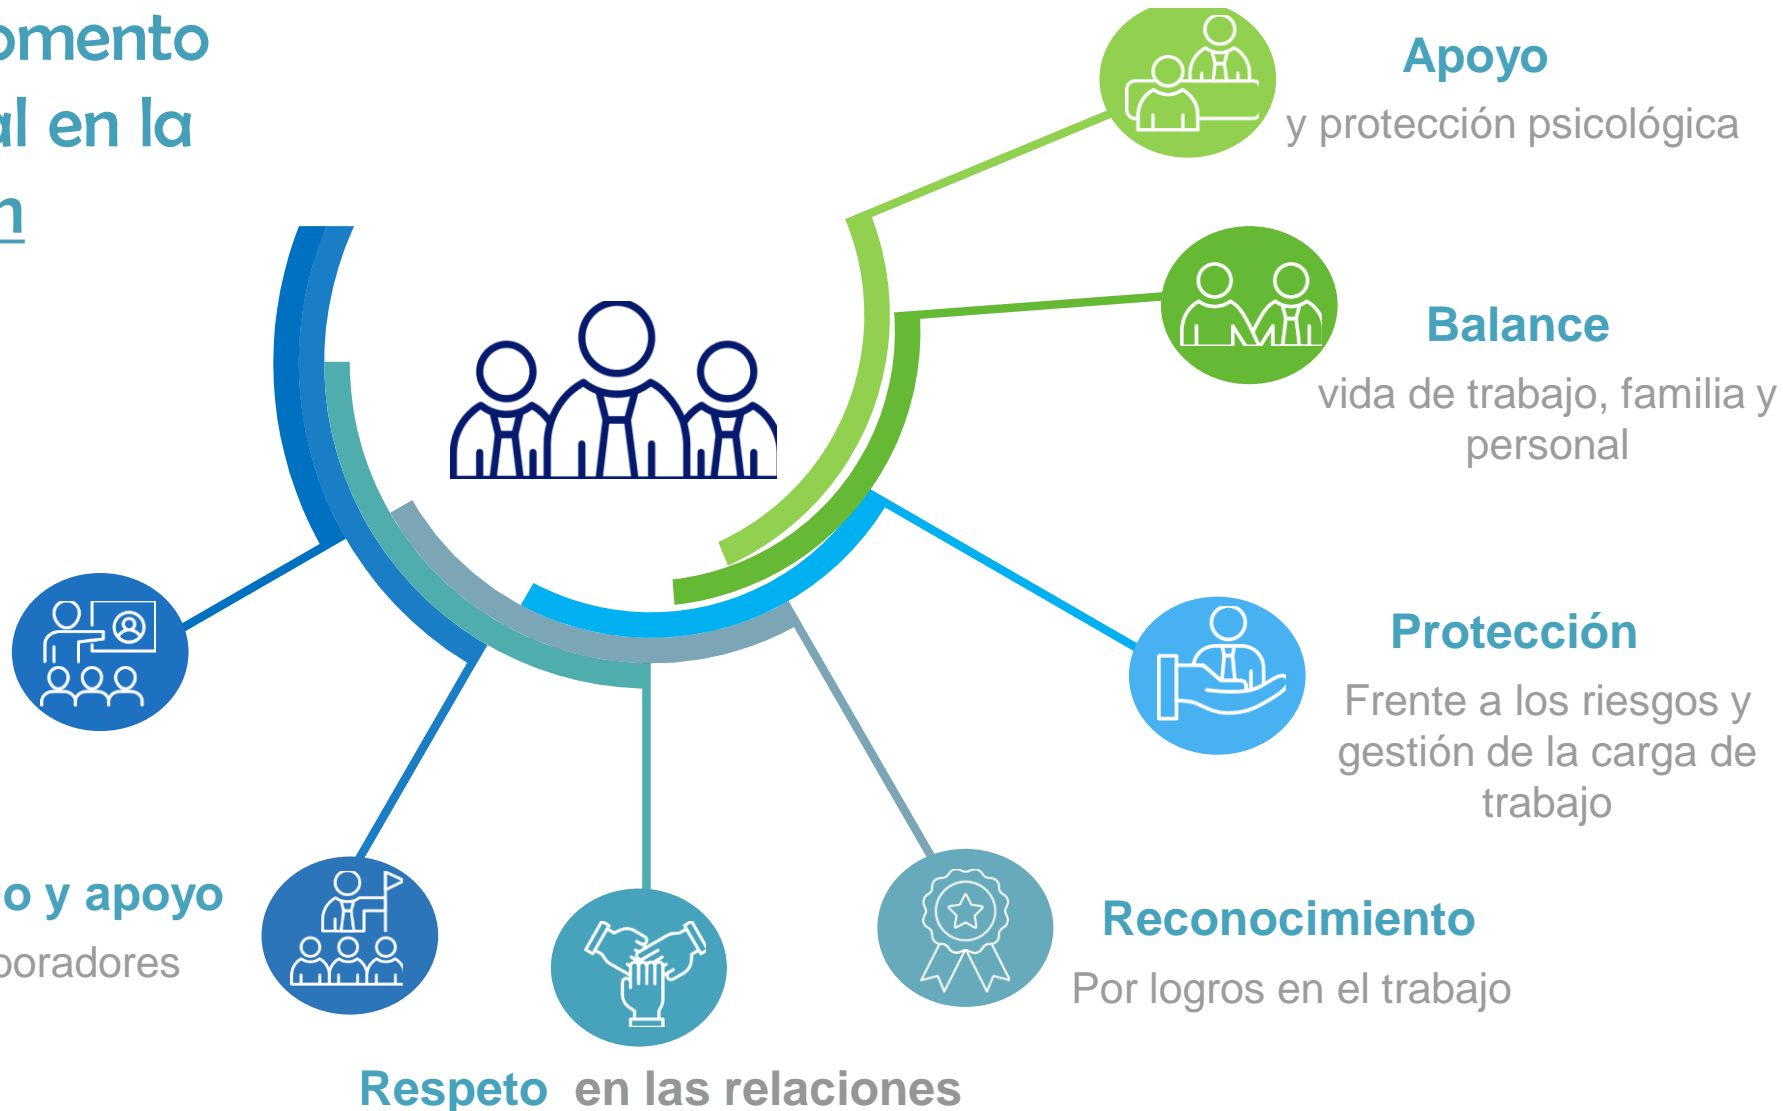 omento
al en la
n
Apoyo
y protección psicológica
Balance
vida de trabajo, familia y
personal
Protección
Frente a los riesgos y
gestión de la carga de
trabajo
o y apoyo
boradores
Reconocimiento
Por logros en el trabajo
Respeto en las relaciones